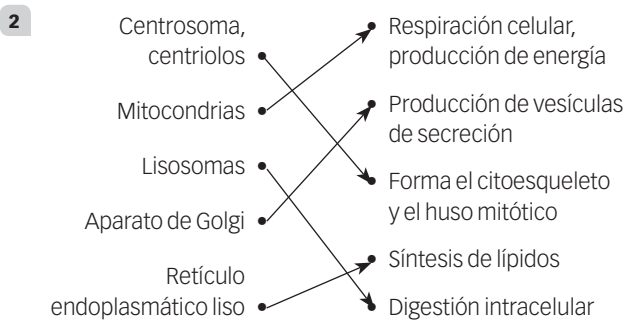 2
Centrosoma,
centriolos
Mitocondrias
Lisosomas
Aparato de Golgi
Retículo
endoplasmático liso
Respiración celular,
producción de energía
Producción de vesículas
de secreción
Forma el citoesqueleto
y el huso mitótico
Síntesis de lípidos
Digestión intracelular